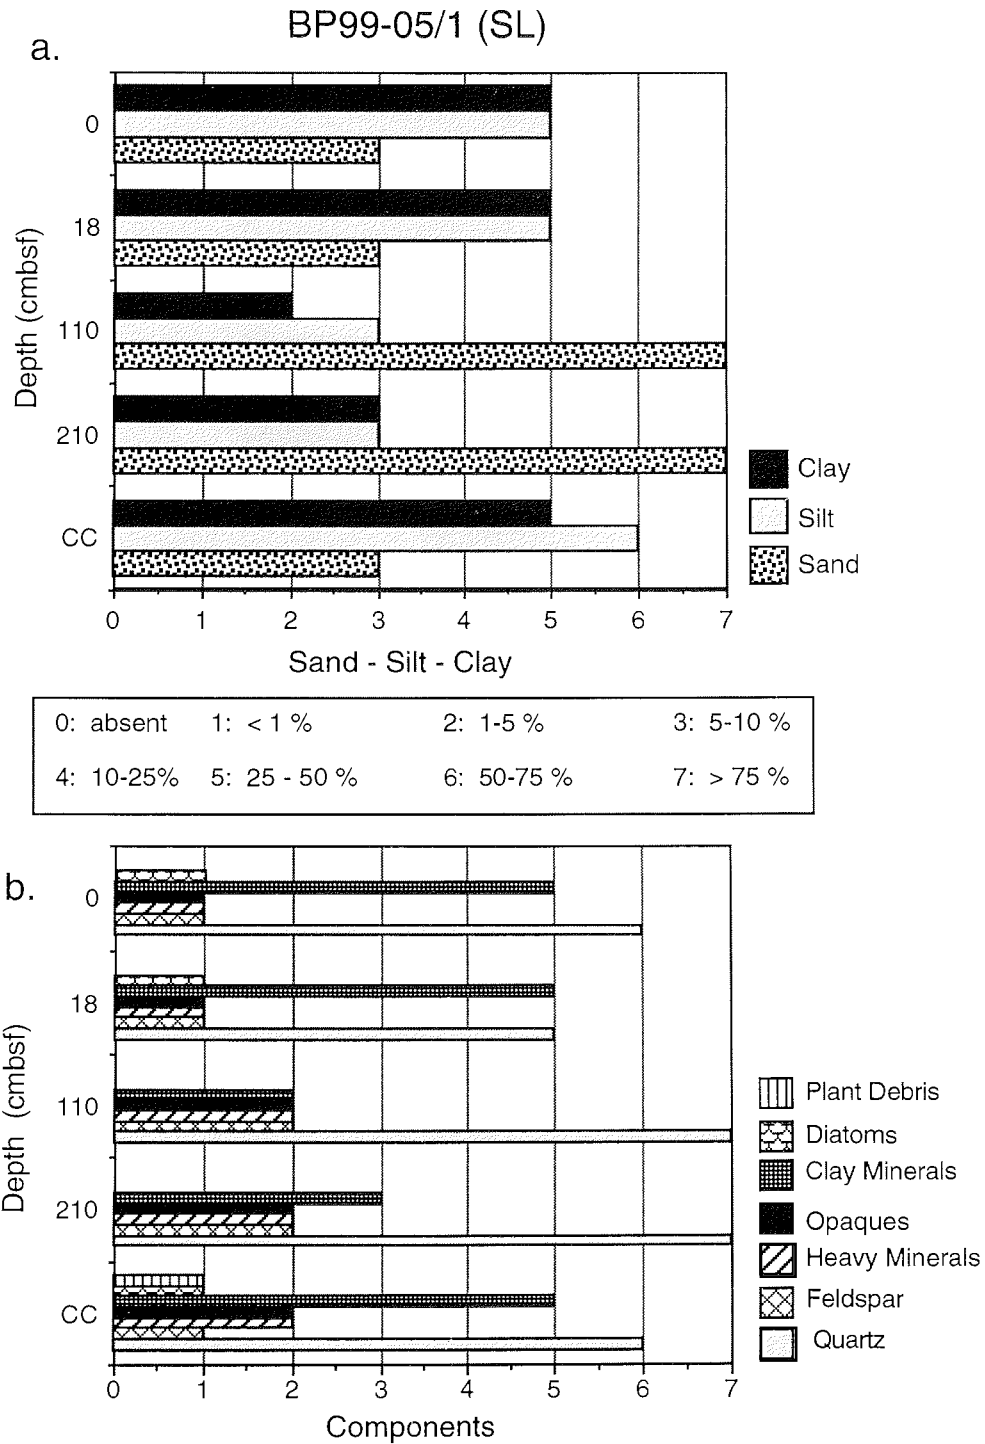 BP99-05/1 (SL)
a.
Depth (cmbsf)
0
18
110
210
CC
Clay
Silt
Sand
0 1 2 3 4 5 6 7
Sand - Silt - Clay
0: absent 1: < 1 % 2: 1-5 % 3: 5-10 %
4: 10-25% 5: 25 - 50 % 6: 50-75 % 7: > 75 %
b.
Depth (cmbsf)
0
18
110
210
CC
Plant Debris
Diatoms
Clay Minerals
Opaques
Heavy Minerals
Feldspar
Quartz
0 1 2 3 4 5 6 7
Components